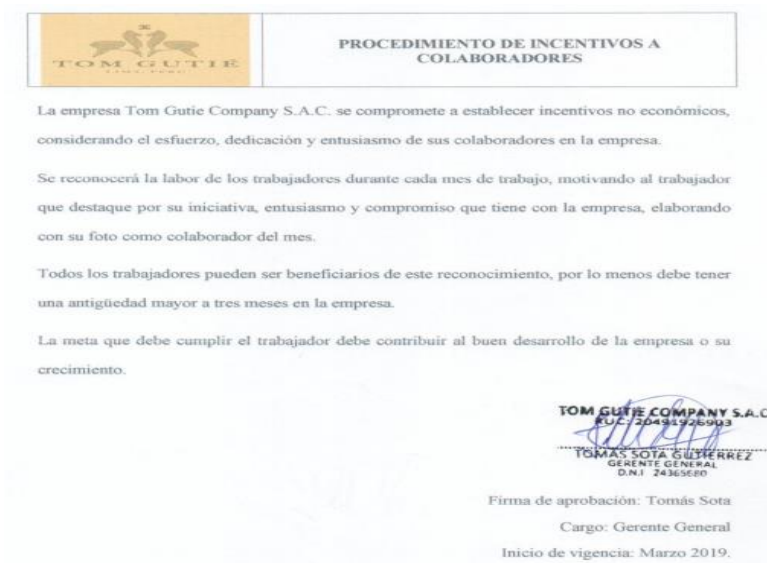 TOM GUTIÉ
LIMA, PERU
PROCEDIMIENTO DE INCENTIVOS A
COLABORADORES
La empresa Tom Gutie Company S.A.C. se compromete a establecer incentivos no económicos,
considerando el esfuerzo, dedicación y entusiasmo de sus colaboradores en la empresa.
Se reconocerá la labor de los trabajadores durante cada mes de trabajo, motivando al trabajador
que destaque por su iniciativa, entusiasmo y compromiso que tiene con la empresa, elaborando
con su foto como colaborador del mes.
Todos los trabajadores pueden ser beneficiarios de este reconocimiento, por lo menos debe tener
una antigüedad mayor a tres meses en la empresa.
La meta que debe cumplir el trabajador debe contribuir al buen desarrollo de la empresa o su
crecimiento.
TOM GUTIE COMPANY S.A.C
RUC: 20491926903
TOMAS SOTA GUTIERREZ
GERENTE GENERAL
D.N.I 24365680
Firma de aprobación: Tomás Sota
Cargo: Gerente General
Inicio de vigencia: Marzo 2019.